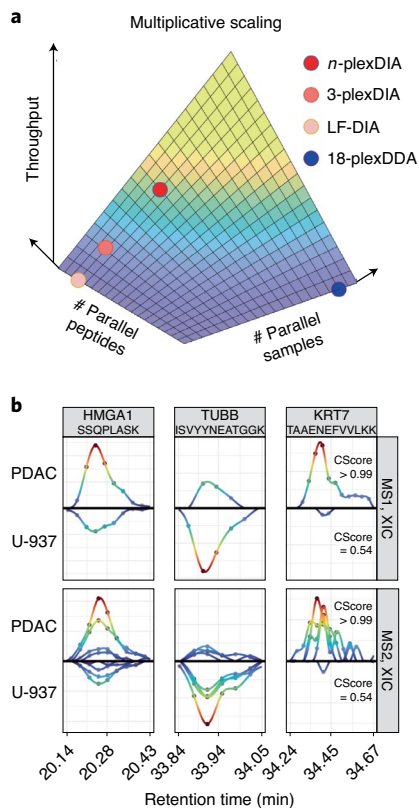 a
Multiplicative scaling
Throughput
n-plexDIA
3-plexDIA
LF-DIA
18-plexDDA
# Parallel
peptides
# Parallel
samples
b
HMGA1
SSQPLASK
TUBB
ISVYYNEATGGK
KRT7
TAAENEFVVLKK
PDAC
U-937
CScore
> 0.99
CScore
= 0.54
MS1, XIC
PDAC
U-937
CScore
> 0.99
CScore
= 0.54
MS2, XIC
20.14
20.28
20.43
33.84
33.94
34.05
34.24
34.45
34.67
Retention time (min)